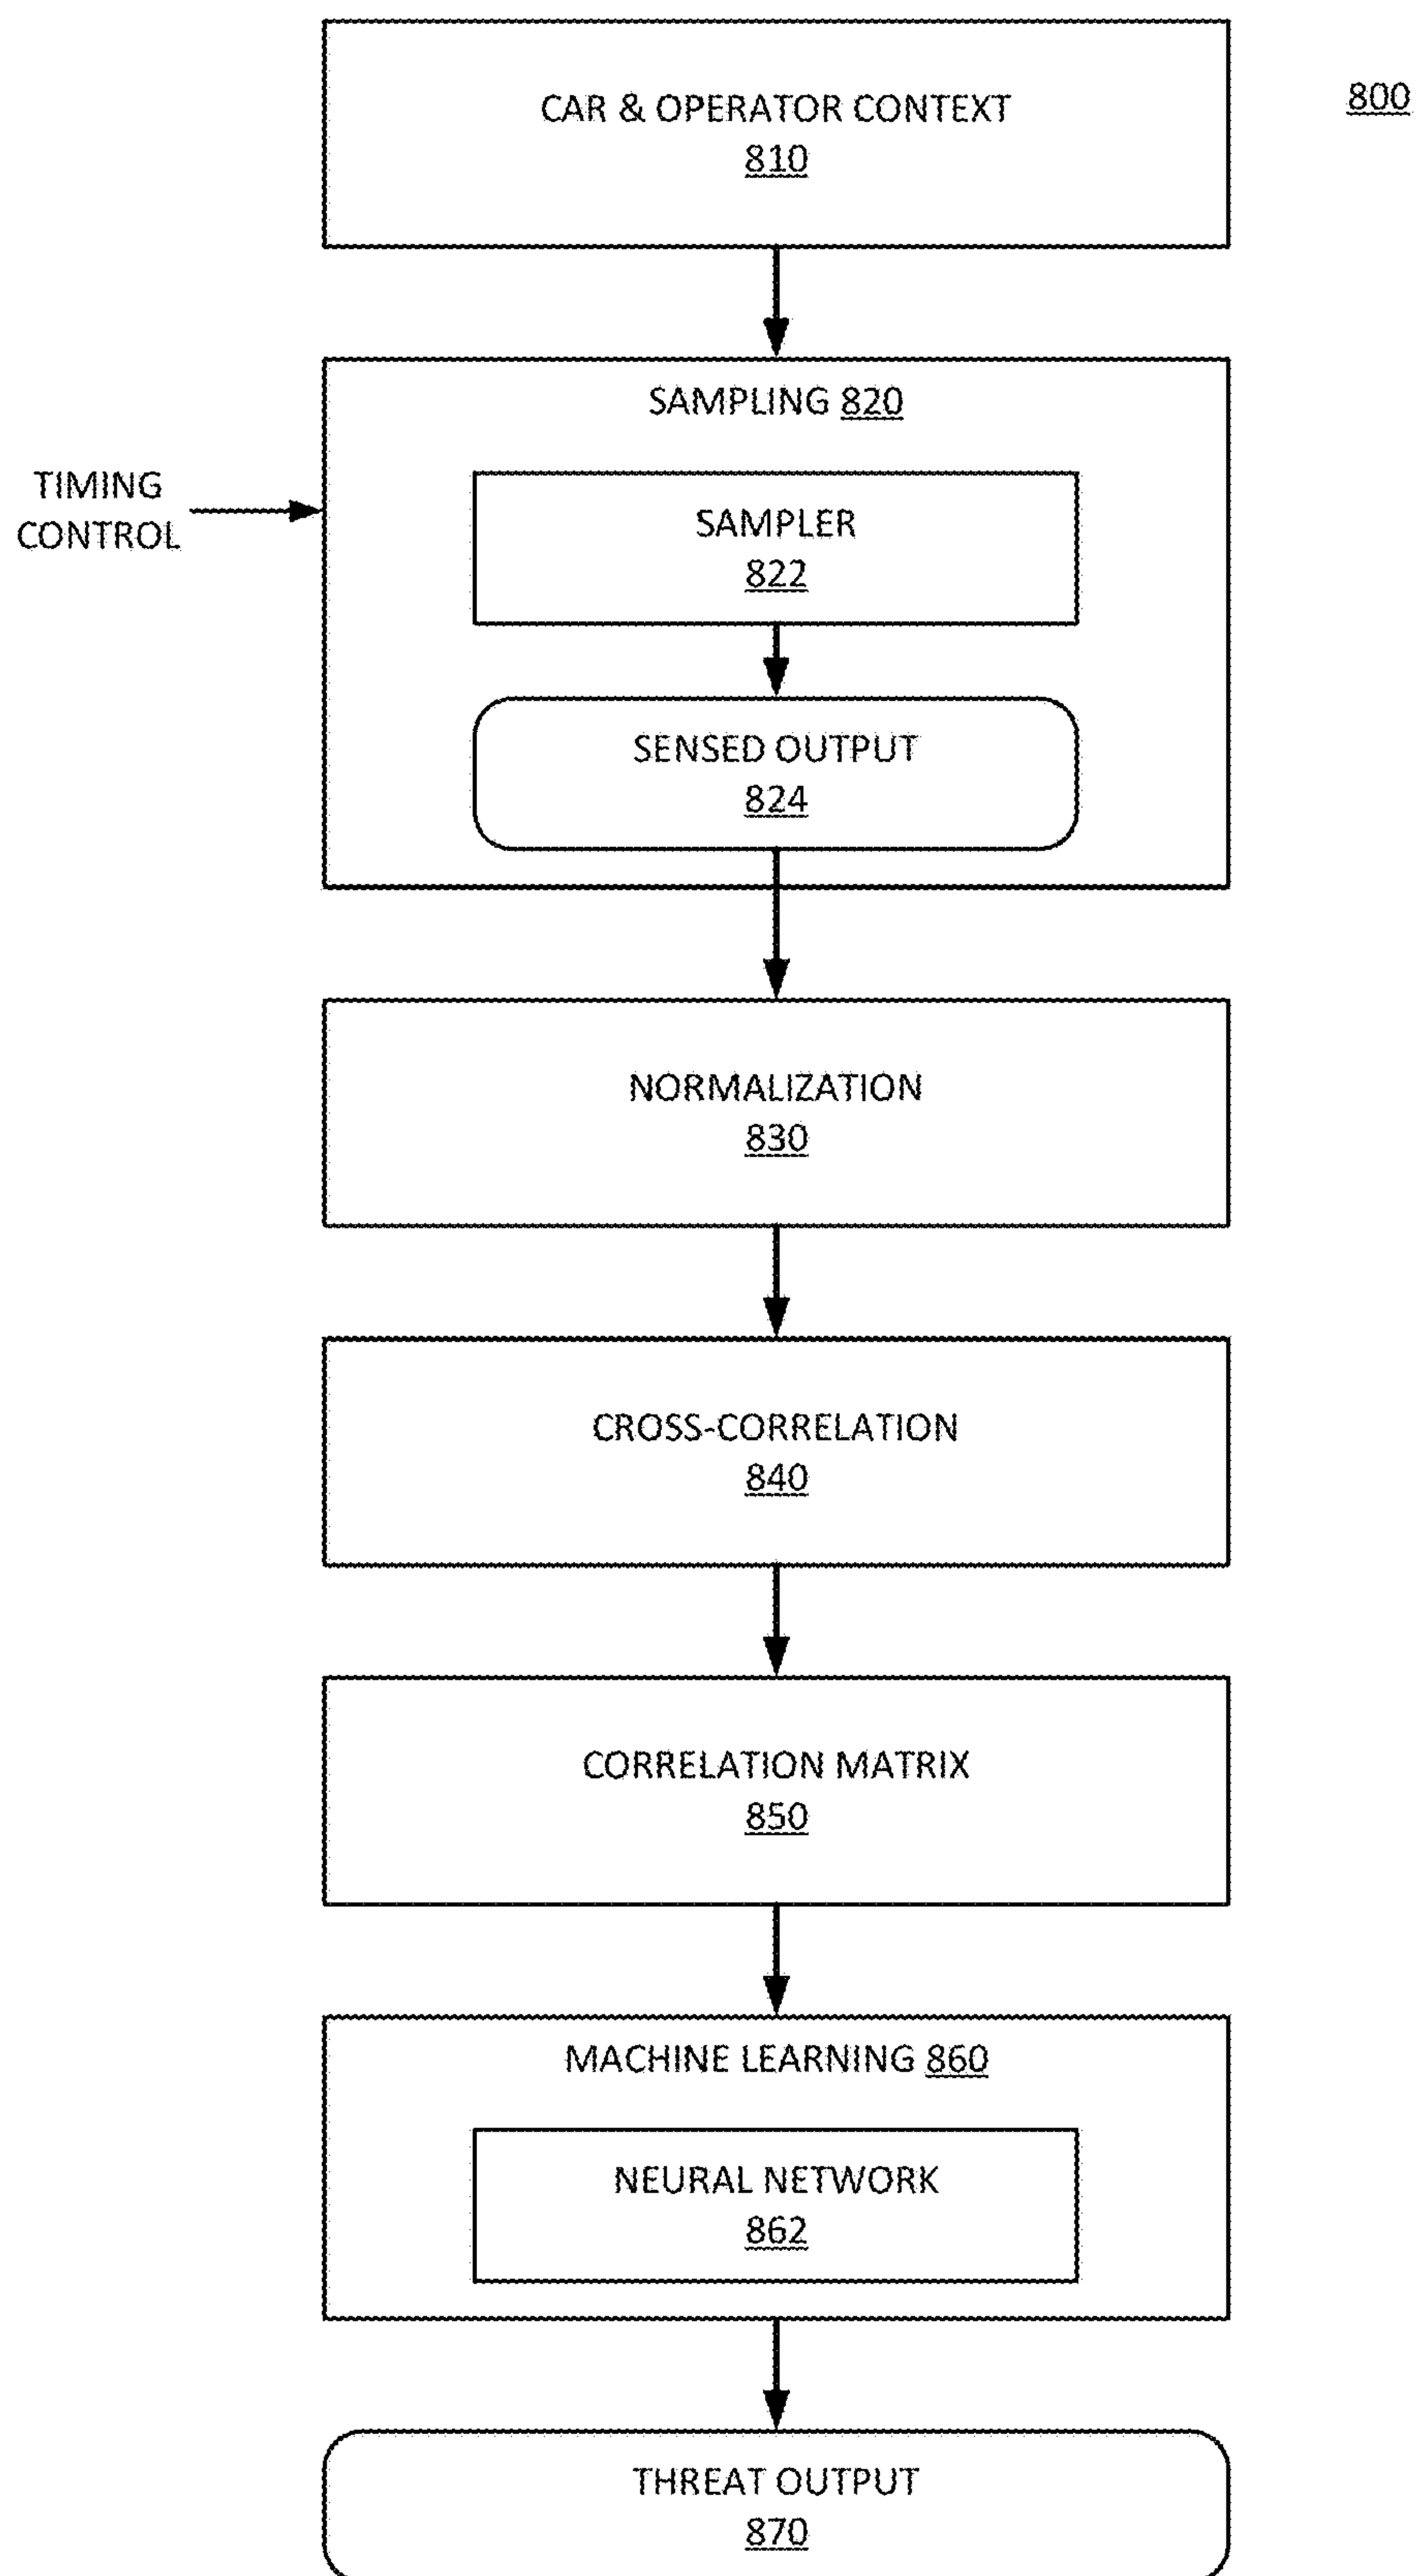 CAR & OPERATOR CONTEXT
810
800
SAMPLING 820
TIMING
CONTROL
SAMPLER
822
SENSED OUTPUT
824
NORMALIZATION
830
CROSS-CORRELATION
840
CORRELATION MATRIX
850
MACHINE LEARNING 860
NEURAL NETWORK
862
THREAT OUTPUT
870